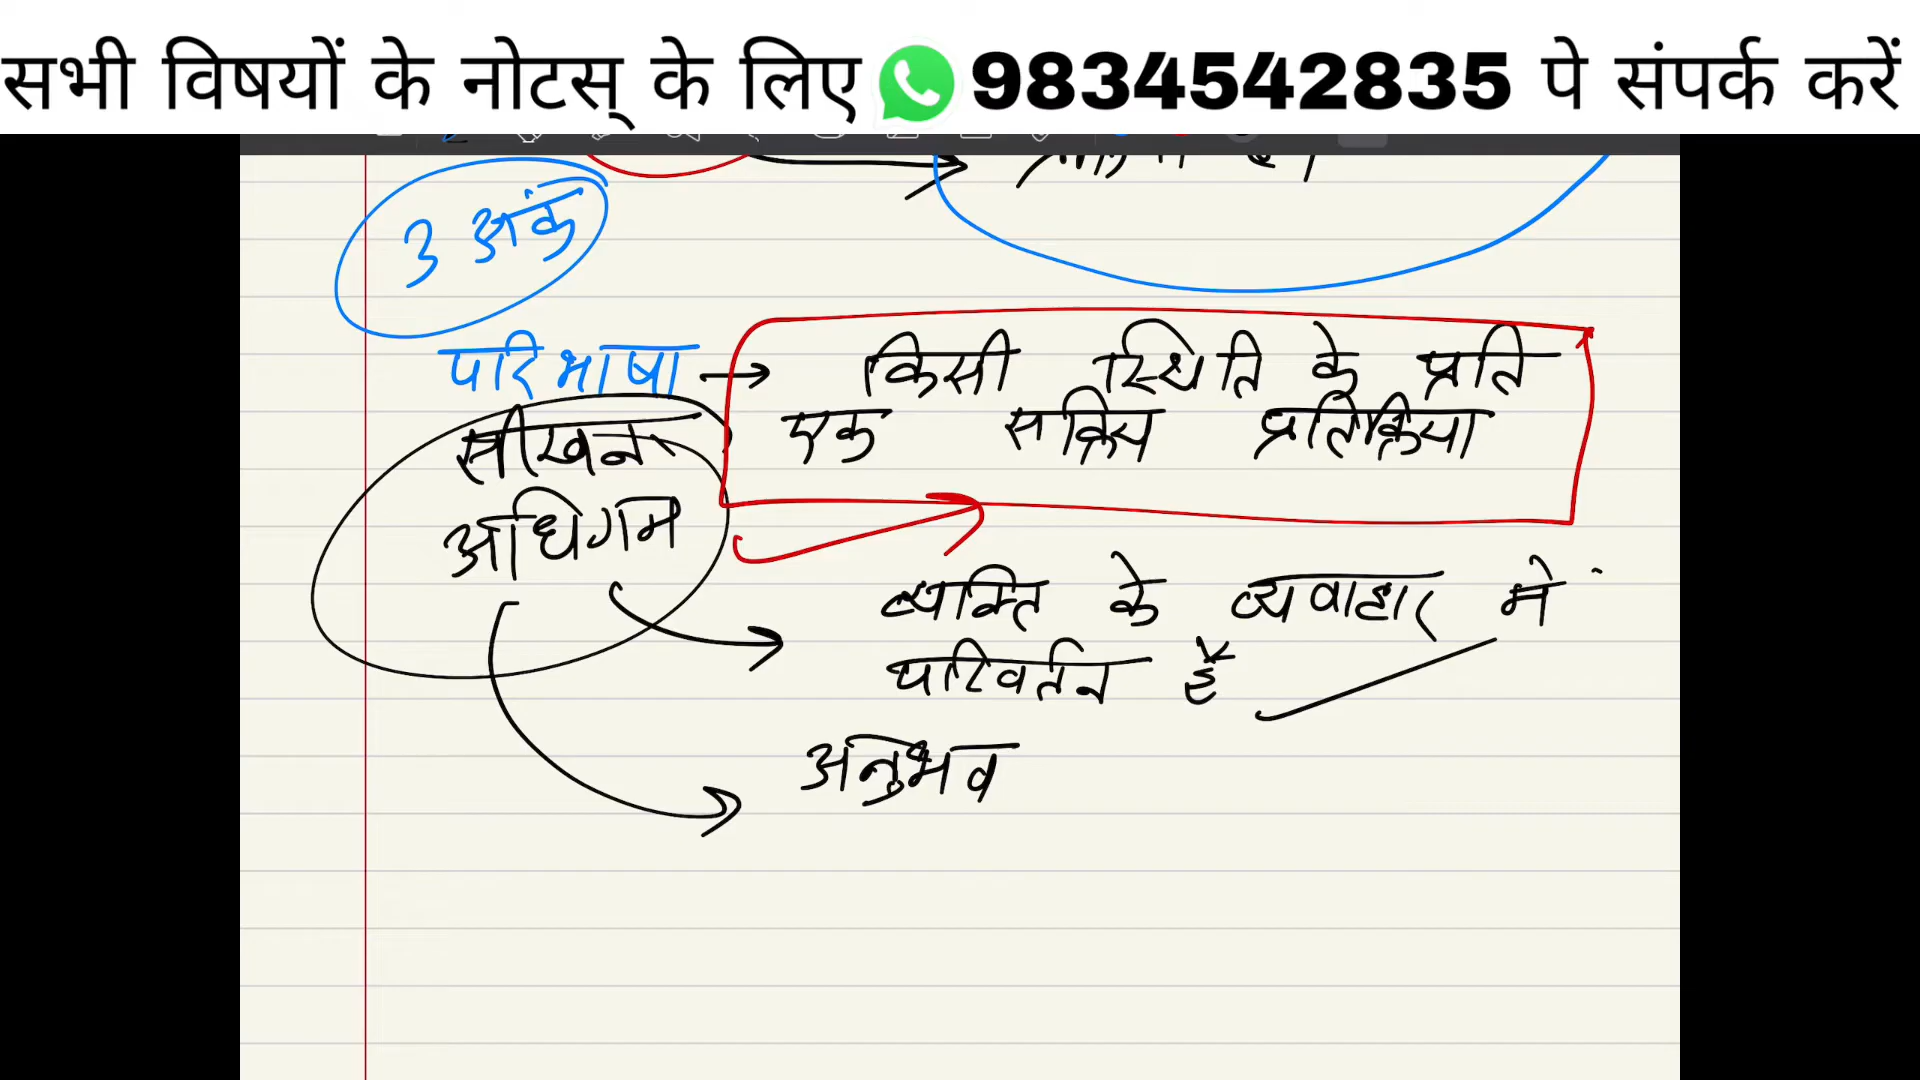 सभी विषयों के नोटस् के लिए 9834542835 पे संपर्क करें
3 अंक
परिभाषा → किसी स्थिति के प्रति
एक सक्रिय प्रतिक्रिया
सीखना
अधिगम
व्यक्ति के व्यवाहार में
परिवर्तन हैं
अनुभव